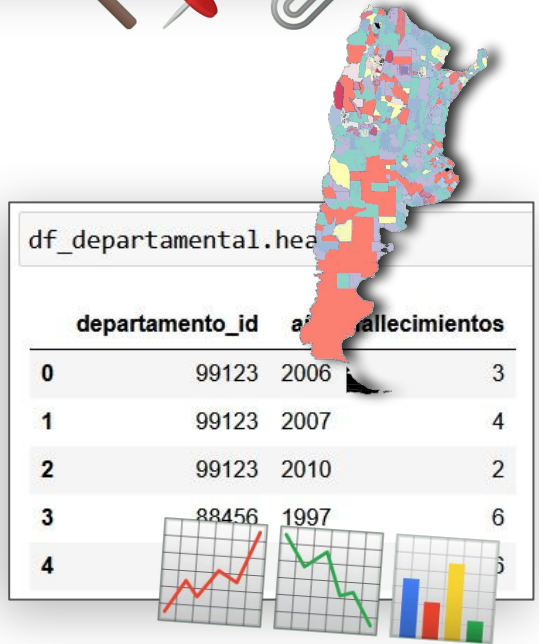 df_departamental.hea
departamento_id a allecimientos
0 99123 2006 3
1 99123 2007 4
2 99123 2010 2
3 88456 1997 6
4